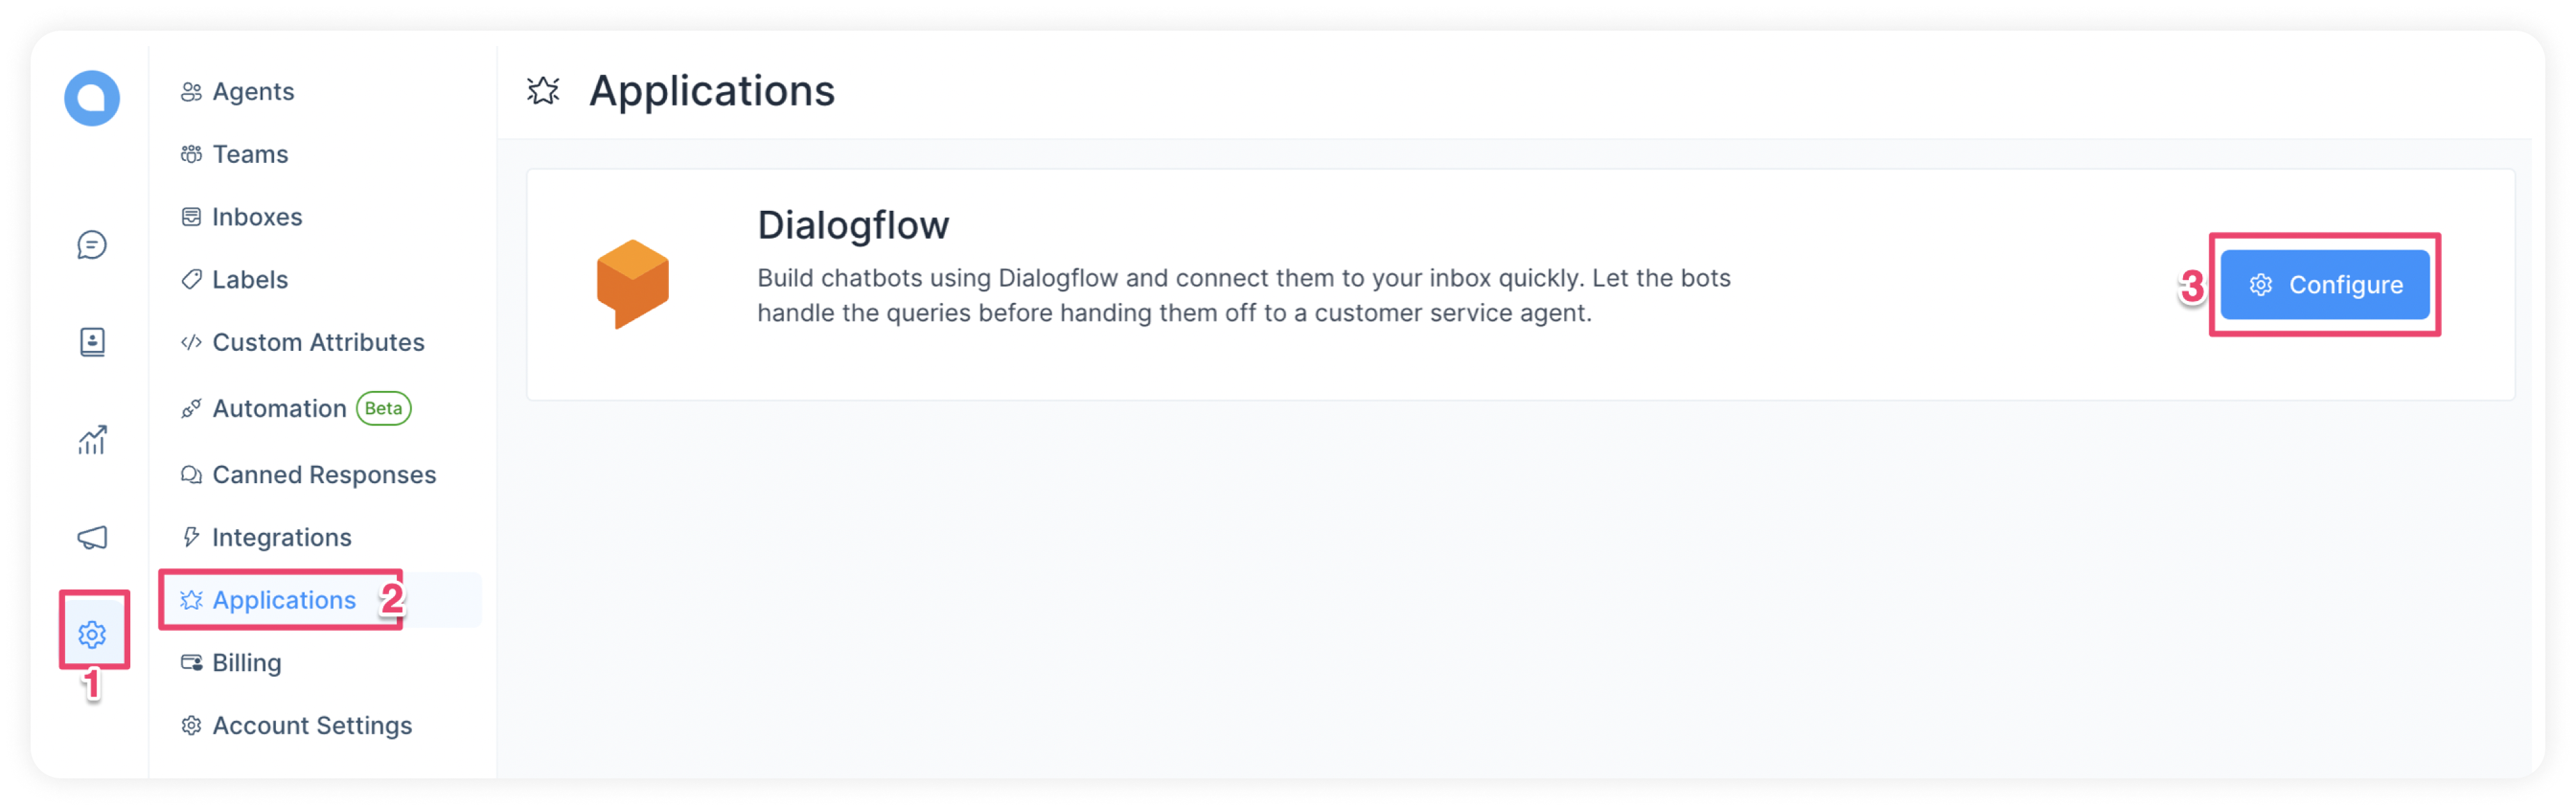 Agents
Teams
Inboxes
Labels
Custom Attributes
Automation Beta
Canned Responses
Integrations
Applications 2
Billing
Account Settings
1
Applications
Dialogflow
Build chatbots using Dialogflow and connect them to your inbox quickly. Let the bots
handle the queries before handing them off to a customer service agent.
3 Configure